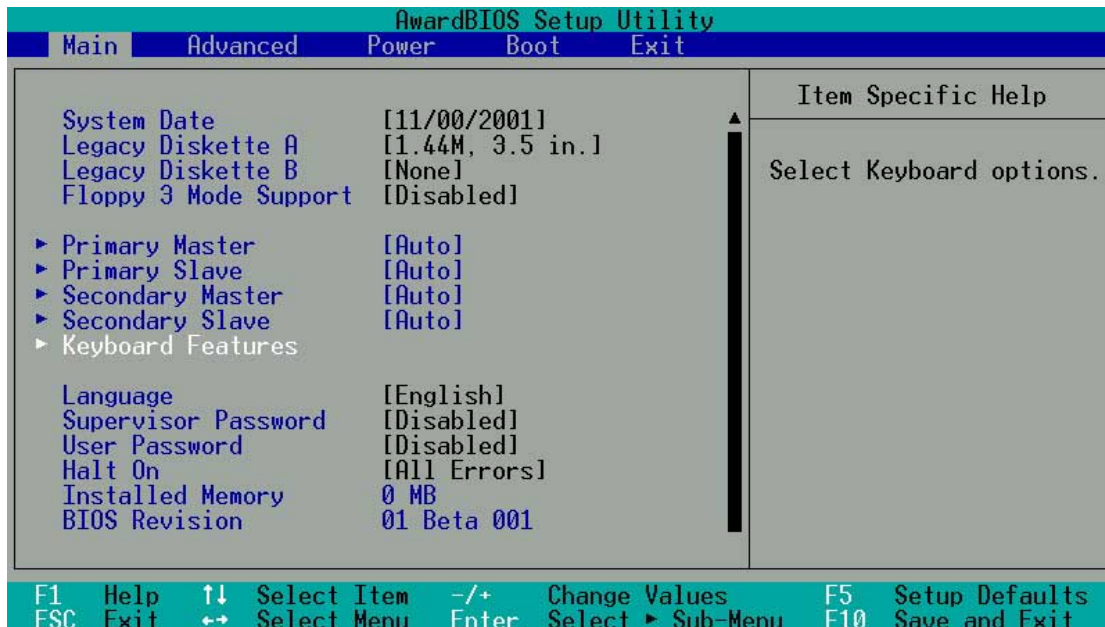 AwardBIOS Setup Utility
Main Advanced Power Boot Exit
Item Specific Help
System Date [11/00/2001]
Legacy Diskette A [1.44M, 3.5 in.]
Legacy Diskette B [None]
Select Keyboard options.
Floppy 3 Mode Support [Disabled]
▶ Primary Master [Auto]
▶ Primary Slave [Auto]
▶ Secondary Master [Auto]
▶ Secondary Slave [Auto]
▶ Keyboard Features
Language [English]
Supervisor Password [Disabled]
User Password [Disabled]
Halt On [All Errors]
Installed Memory 0 MB
BIOS Revision 01 Beta 001
F1 Help ↑↓ Select Item -/+ Change Values F5 Setup Defaults
ESC Exit ←→ Select Menu Enter Select ▶ Sub-Menu F10 Save and Exit